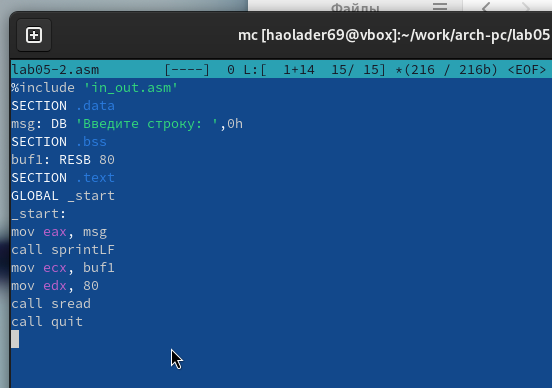 Файлы
mc [haolader69@vbox]:~/work/arch-pc/lab05
lab05-2.asm [----] 0 L:[ 1+14 15/ 15] *(216 / 216b) <EOF>
%include 'in_out.asm'
SECTION .data
msg: DB 'Введите строку: ',0h
SECTION .bss
buf1: RESB 80
SECTION .text
GLOBAL _start
_start:
mov eax, msg
call sprintLF
mov ecx, buf1
mov edx, 80
call sread
call quit